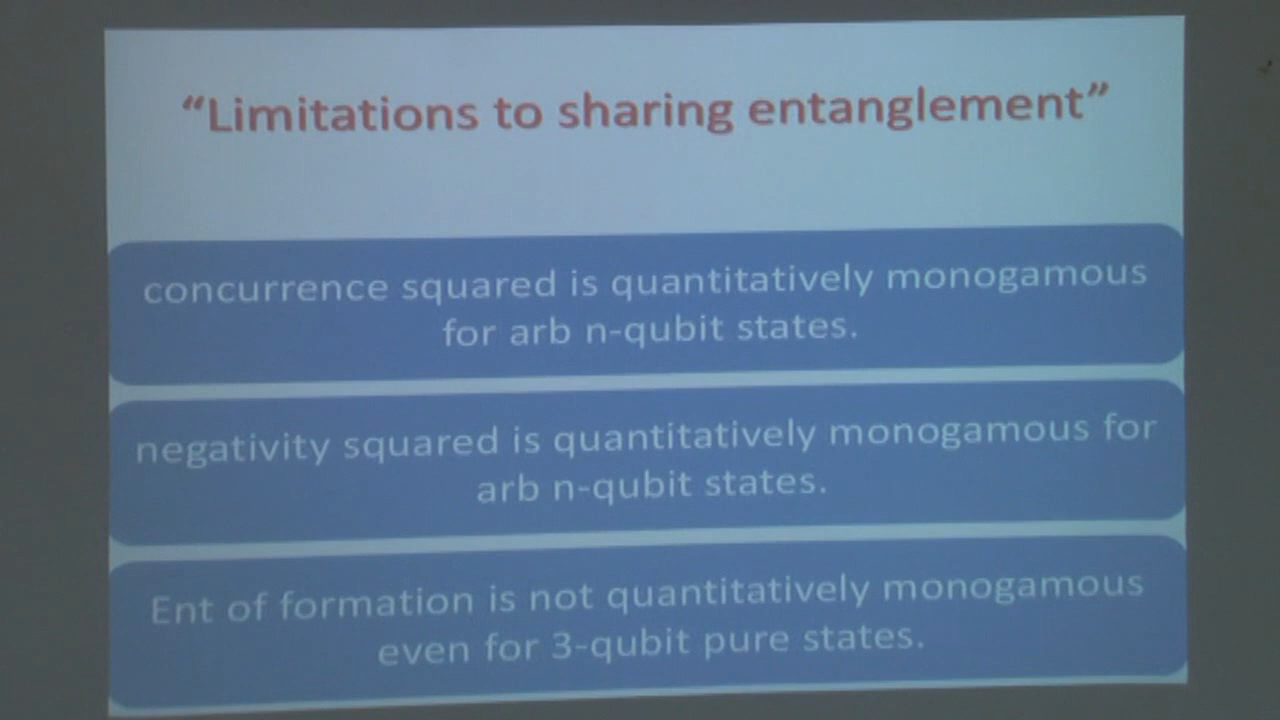 “Limitations to sharing entanglement”
concurrence squared is quantitatively monogamous
for arb n-qubit states.
negativity squared is quantitatively monogamous for
arb n-qubit states.
Ent of formation is not quantitatively monogamous
even for 3-qubit pure states.